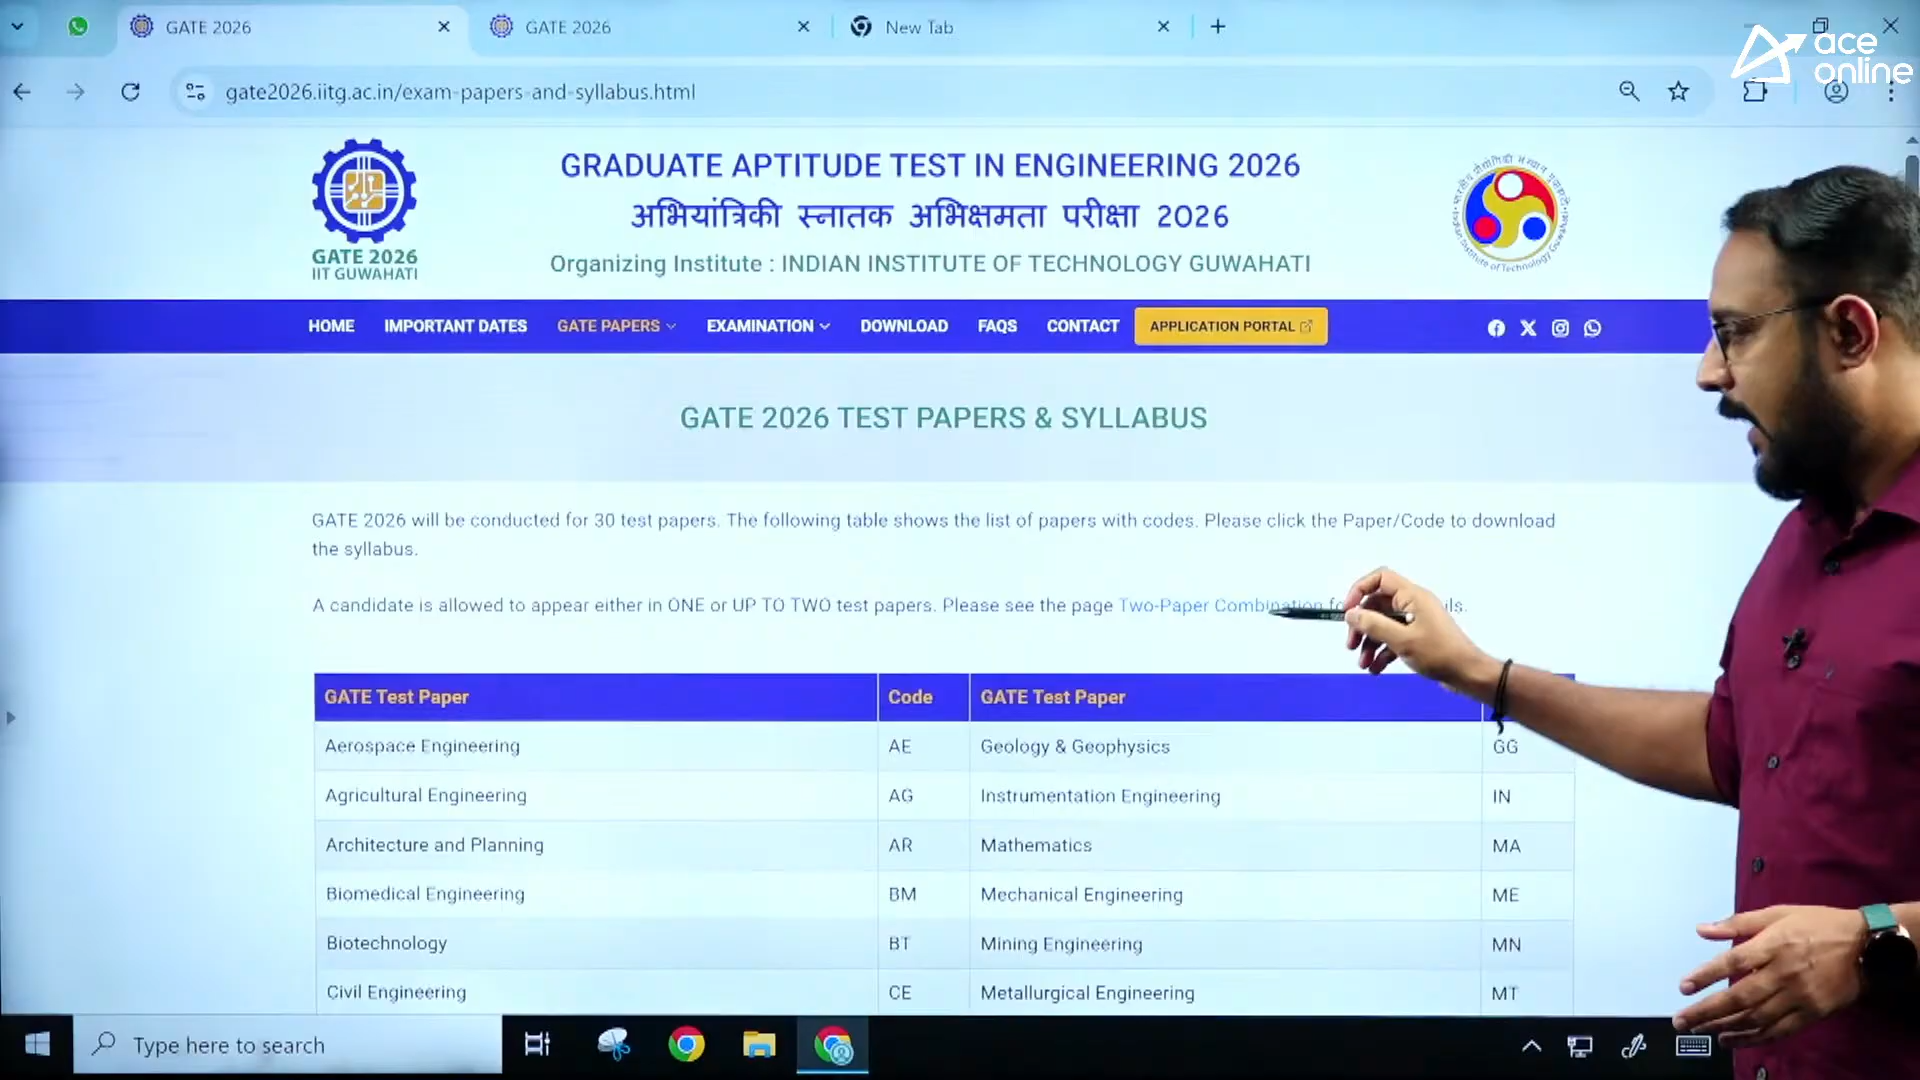 GATE 2026
GATE 2026
New Tab
ace
online
gate2026.iitg.ac.in/exam-papers-and-syllabus.html
GATE 2026
IIT GUWAHATI
GRADUATE APTITUDE TEST IN ENGINEERING 2026
अभियांत्रिकी स्नातक अभिक्षमता परीक्षा 2026
Organizing Institute : INDIAN INSTITUTE OF TECHNOLOGY GUWAHATI
Indian Institute of Technology Guwahati
HOME IMPORTANT DATES GATE PAPERS EXAMINATION DOWNLOAD FAQS CONTACT APPLICATION PORTAL
GATE 2026 TEST PAPERS & SYLLABUS
GATE 2026 will be conducted for 30 test papers. The following table shows the list of papers with codes. Please click the Paper/Code to download
the syllabus.
A candidate is allowed to appear either in ONE or UP TO TWO test papers. Please see the page Two-Paper Combination
GATE Test Paper Code GATE Test Paper
Aerospace Engineering AE Geology & Geophysics GG
Agricultural Engineering AG Instrumentation Engineering IN
Architecture and Planning AR Mathematics MA
Biomedical Engineering BM Mechanical Engineering ME
Biotechnology BT Mining Engineering MN
Civil Engineering CE Metallurgical Engineering MT
Type here to search